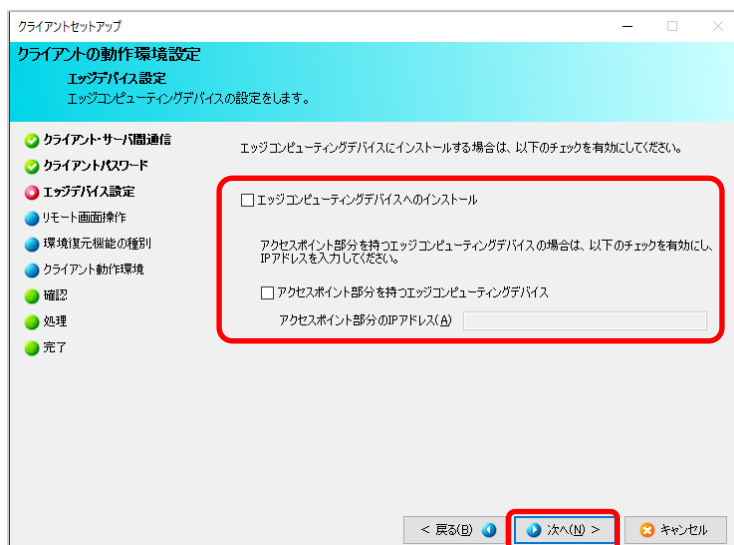 クライアントセットアップ
クライアントの動作環境設定
エッジデバイス設定
エッジコンピューティングデバイスの設定をします。
クライアント・サーバ間通信
クライアントパスワード
エッジデバイス設定
リモート画面操作
環境復元機能の種別
クライアント動作環境
確認
処理
完了
エッジコンピューティングデバイスにインストールする場合は、以下のチェックを有効にしてください。
エッジコンピューティングデバイスへのインストール
アクセスポイント部分を持つエッジコンピューティングデバイスの場合は、以下のチェックを有効にし、
IPアドレスを入力してください。
アクセスポイント部分を持つエッジコンピューティングデバイス
アクセスポイント部分のIPアドレス(A)
< 戻る(B)
次へ(N) >
キャンセル